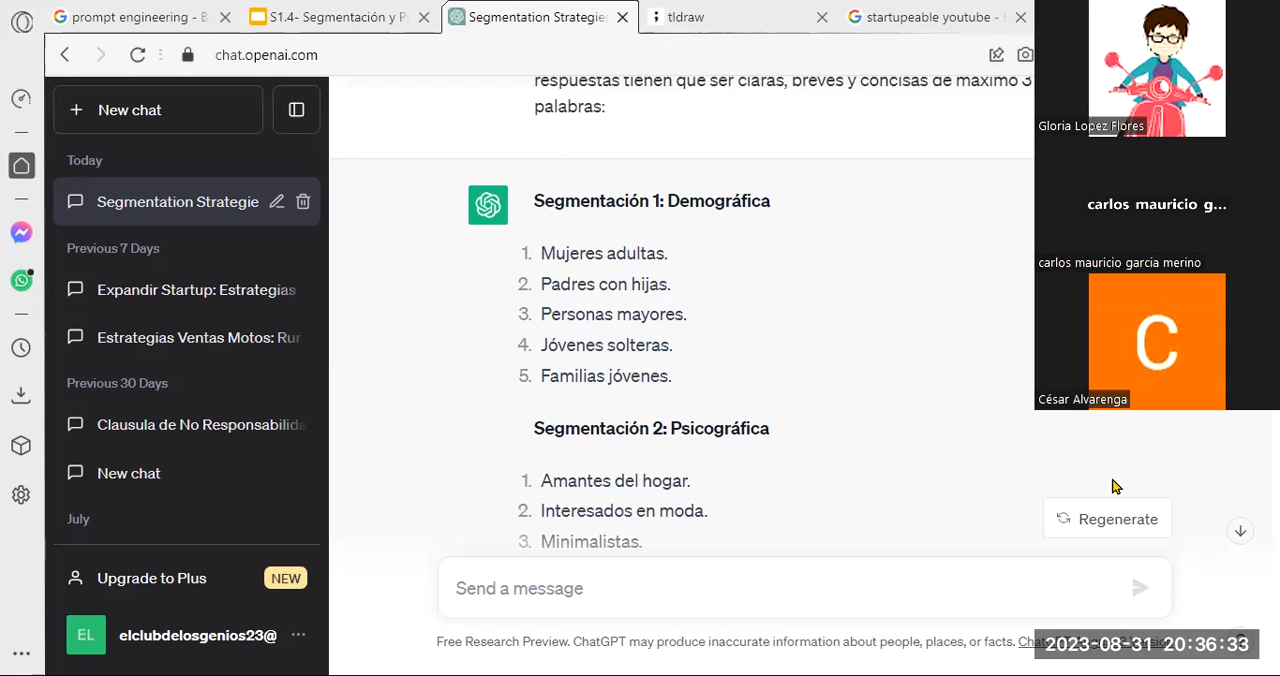 prompt engineering - B
S1.4- Segmentación y P
Segmentation Strategies
tldraw
startupeable youtube -
chat.openai.com
New chat
Today
Segmentation Strategie
Previous 7 Days
Expandir Startup: Estrategias
Estrategias Ventas Motos: Rur
Previous 30 Days
Clausula de No Responsabilida
New chat
July
Upgrade to Plus
NEW
EL
elclubdelosgenios23@
respuestas tienen que ser claras, breves y concisas de maximo 3
palabras:
Segmentación 1: Demográfica
1. Mujeres adultas.
2. Padres con hijas.
3. Personas mayores.
4. Jóvenes solteras.
5. Familias jóvenes.
Segmentación 2: Psicográfica
1. Amantes del hogar.
2. Interesados en moda.
3. Minimalistas.
Regenerate
Send a message
Free Research Preview. ChatGPT may produce inaccurate information about people, places, or facts.
Gloria Lopez Flores
carlos mauricio g...
carlos mauricio garcia merino
C
César Alvarenga
2023-08-31 20:36:33